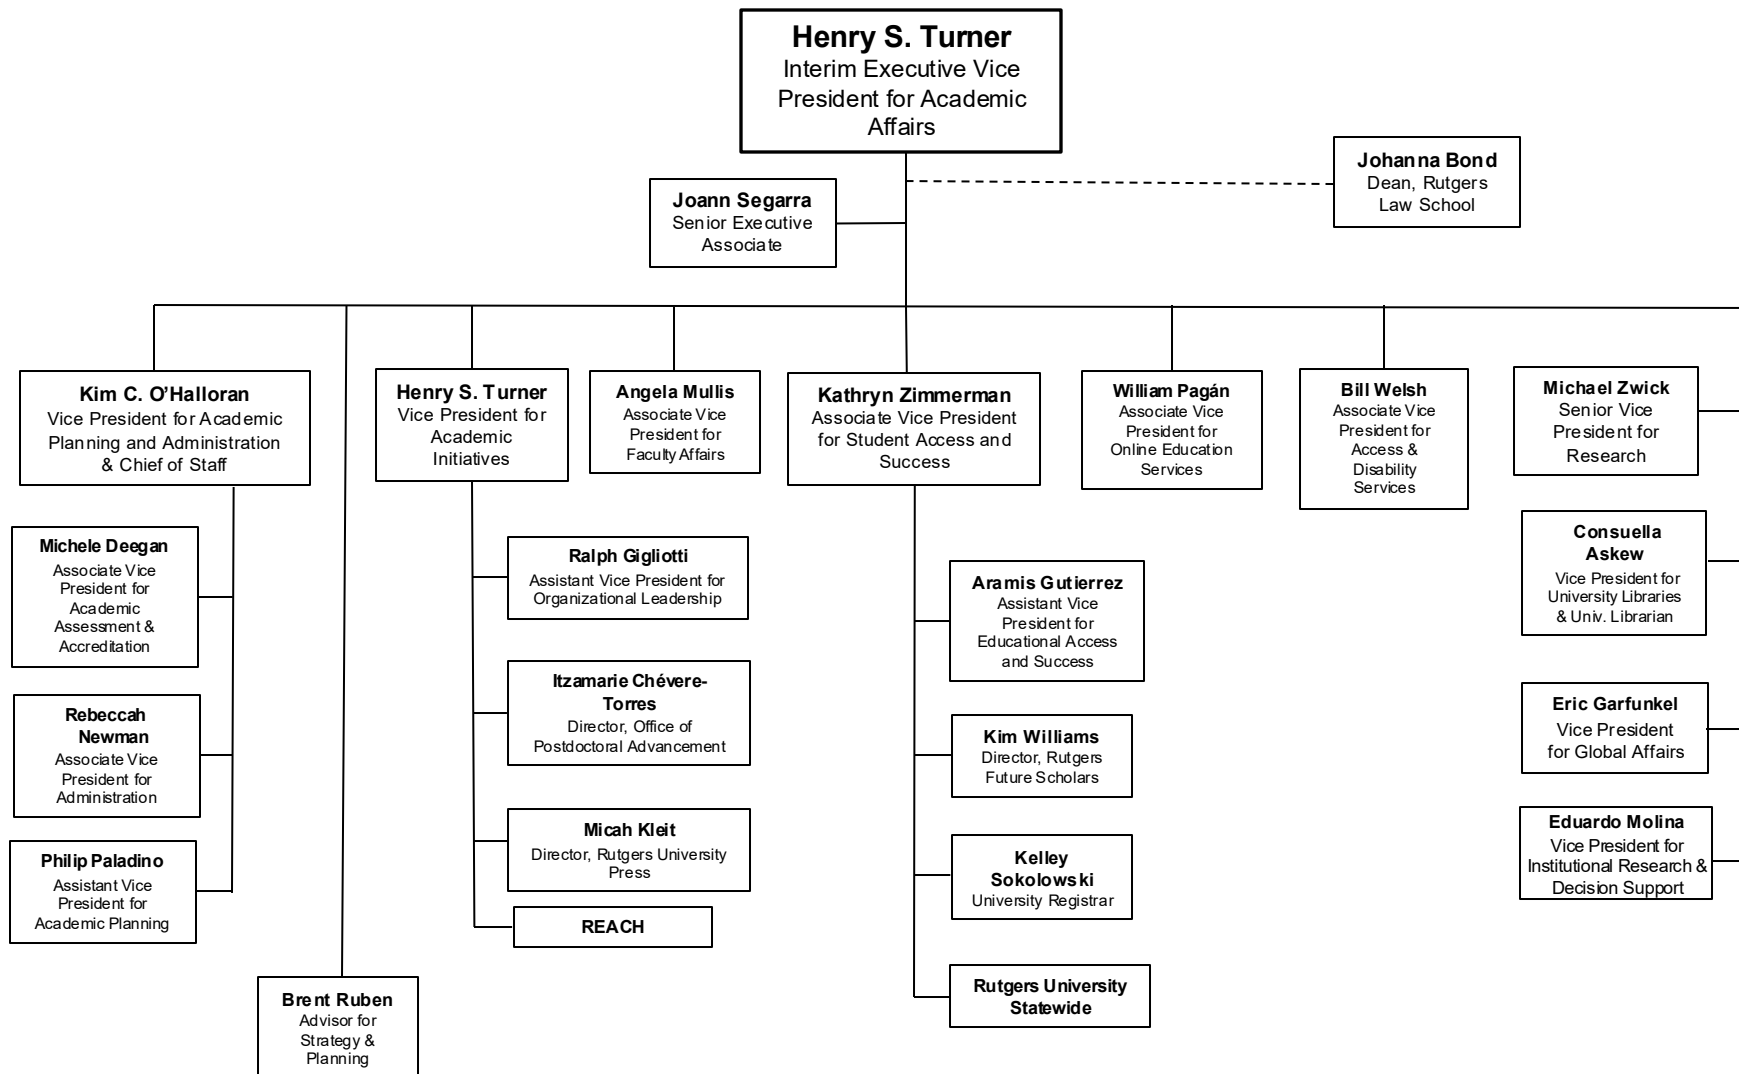 Henry S. Turner
Interim Executive Vice
President for Academic
Affairs
Johanna Bond
Dean, Rutgers
Law School
Joann Segarra
Senior Executive
Associate
Kim C. O’Halloran
Vice President for Academic
Planning and Administration
& Chief of Staff
Henry S. Turner
Vice President for
Academic
Initiatives
Angela Mullis
Associate Vice
President for
Faculty Affairs
Kathryn Zimmerman
Associate Vice President
for Student Access and
Success
William Pagán
Associate Vice
President for
Online Education
Services
Bill Welsh
Associate Vice
President for
Access &
Disability
Services
Michael Zwick
Senior Vice
President for
Research
Michele Deegan
Associate Vice
President for
Academic
Assessment &
Accreditation
Rebeccah
Newman
Associate Vice
President for
Administration
Philip Paladino
Assistant Vice
President for
Academic Planning
Brent Ruben
Advisor for
Strategy &
Planning
Ralph Gigliotti
Assistant Vice President for
Organizational Leadership
Itzamarie Chévere-
Torres
Director, Office of
Postdoctoral Advancement
Micah Kleit
Director, Rutgers University
Press
REACH
Aramis Gutierrez
Assistant Vice
President for
Educational Access
and Success
Kim Williams
Director, Rutgers
Future Scholars
Kelley
Sokolowski
University Registrar
Rutgers University
Statewide
Consuella
Askew
Vice President for
University Libraries
& Univ. Librarian
Eric Garfunkel
Vice President
for Global Affairs
Eduardo Molina
Vice President for
Institutional Research &
Decision Support